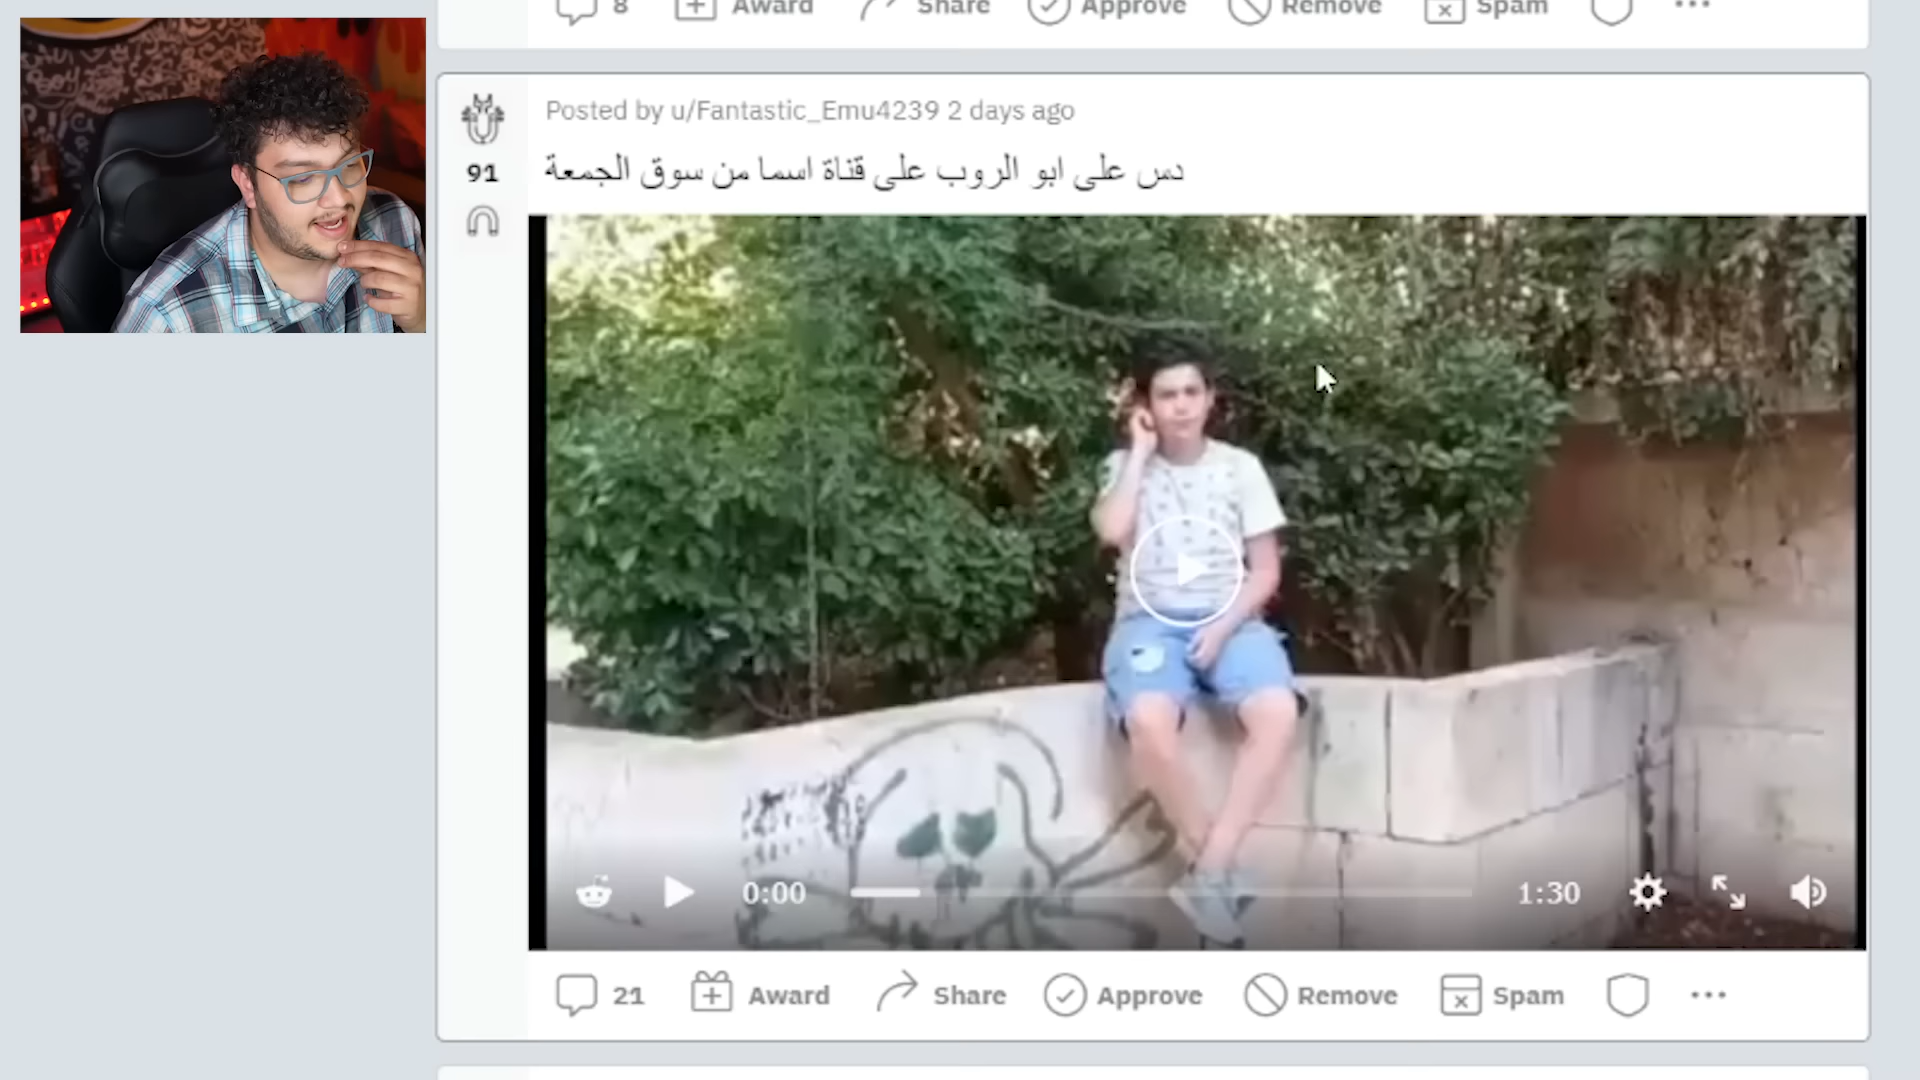 8 Award Share Approve Remove Spam
Posted by u/Fantastic_Emu4239 2 days ago
91
دس على ابو الروب على قناة اسما من سوق الجمعة
0:00 1:30
21 Award Share Approve Remove Spam